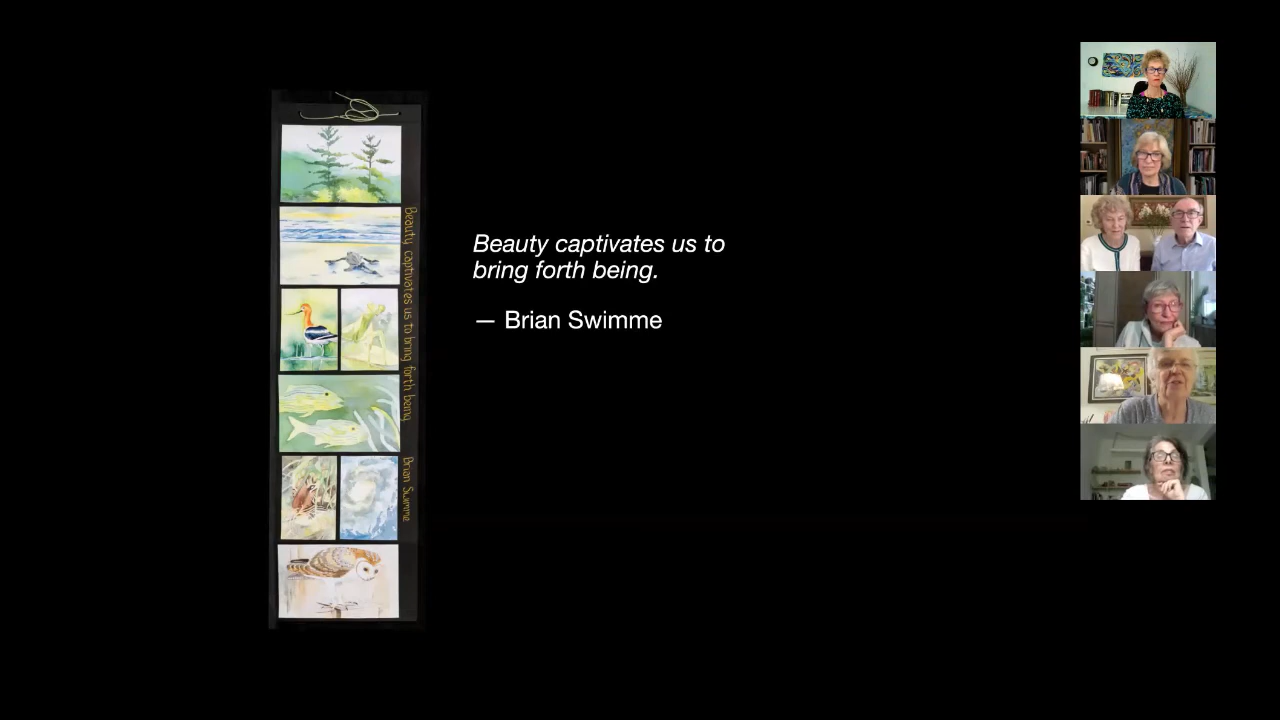 Beauty captivates us to bring forth being.
Brian Swimme
Beauty captivates us to
bring forth being.
— Brian Swimme